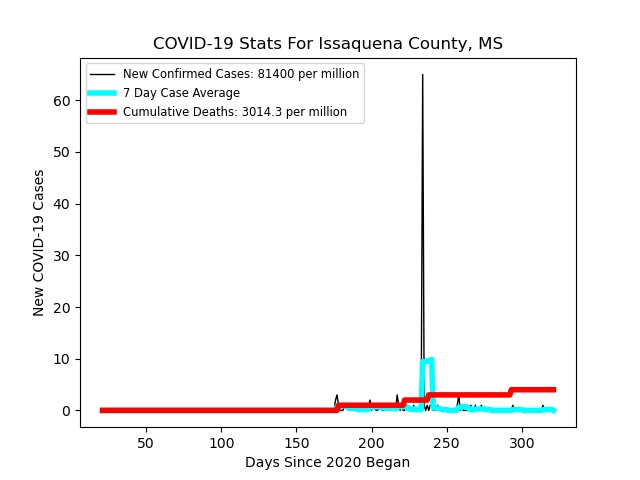 COVID-19 Stats For Issaquena County, MS
New Confirmed Cases: 81400 per million
7 Day Case Average
Cumulative Deaths: 3014.3 per million
New COVID-19 Cases
60
50
40
30
20
10
0
50 100 150 200 250 300
Days Since 2020 Began